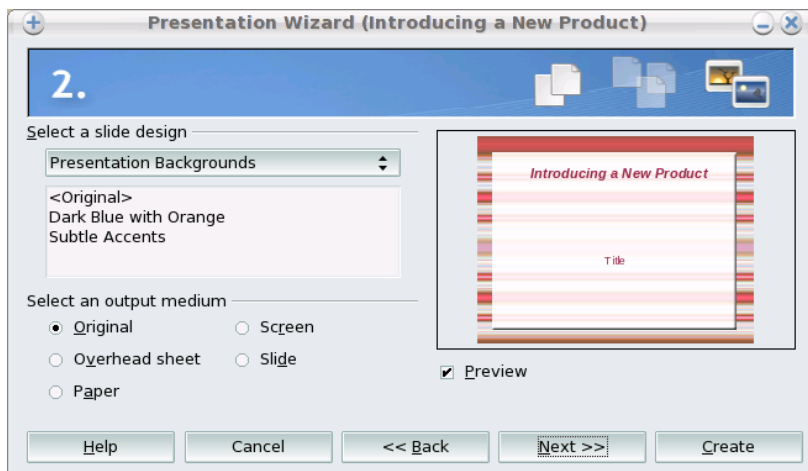 Presentation Wizard (Introducing a New Product)
2.
Select a slide design
Presentation Backgrounds
<Original>
Dark Blue with Orange
Subtle Accents
Introducing a New Product
Title
Select an output medium
Original
Screen
Overhead sheet
Slide
Paper
Preview
Help
Cancel
<< Back
Next >>
Create